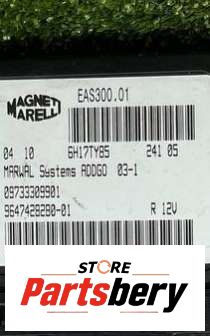 MAGNETI
MARELLI
EAS300.01
04 10 6H17TY85 241 05
MARWAL Systems ADDGO 03-1
09733309901
9647428280-01 R 12V
STORE
Partsbery